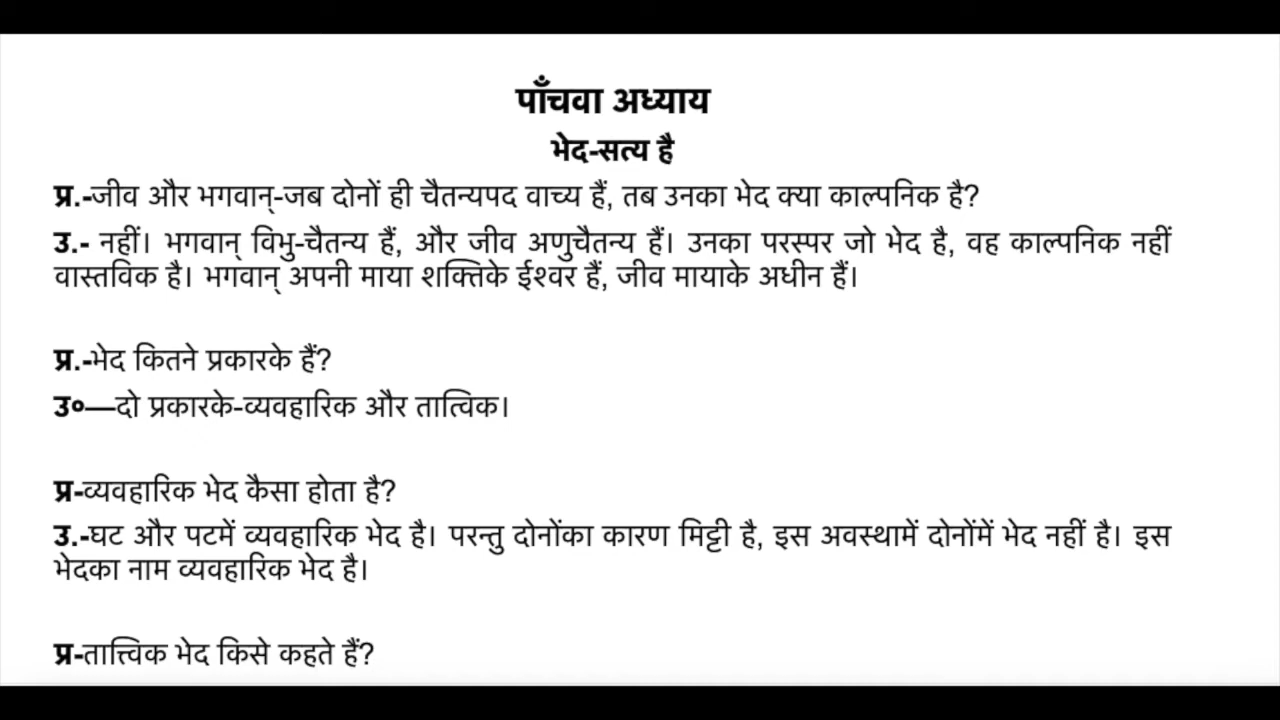 पाँचवा अध्याय
भेद-सत्य है
प्र.-जीव और भगवान्-जब दोनों ही चैतन्यपद वाच्य हैं, तब उनका भेद क्या काल्पनिक है?
उ.- नहीं। भगवान् विभु-चैतन्य हैं, और जीव अणुचैतन्य हैं। उनका परस्पर जो भेद है, वह काल्पनिक नहीं
वास्तविक है। भगवान् अपनी माया शक्तिके ईश्वर हैं, जीव मायाके अधीन हैं।
प्र.-भेद कितने प्रकारके हैं?
उ०—दो प्रकारके-व्यवहारिक और तात्विक।
प्र-व्यवहारिक भेद कैसा होता है?
उ.-घट और पटमें व्यवहारिक भेद है। परन्तु दोनोंका कारण मिट्टी है, इस अवस्थामें दोनोंमें भेद नहीं है। इस
भेदका नाम व्यवहारिक भेद है।
प्र-तात्त्विक भेद किसे कहते हैं?